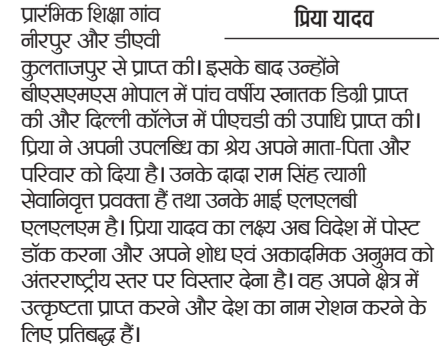 प्रारंभिक शिक्षा गांव
प्रिया यादव
नीरपुर और डीएवी
कुलताजपुर से प्राप्त की। इसके बाद उन्होंने
बीएसएमएस भोपाल में पांच वर्षीय स्नातक डिग्री प्राप्त
की और दिल्ली कॉलेज में पीएचडी की उपाधि प्राप्त की।
प्रिया ने अपनी उपलब्धि का श्रेय अपने माता-पिता और
परिवार को दिया है। उनके दादा राम सिंह त्यागी
सेवानिवृत्त प्रवक्ता हैं तथा उनके भाई एलएलबी
एलएलएम है। प्रिया यादव का लक्ष्य अब विदेश में पोस्ट
डॉक करना और अपने शोध एवं अकादमिक अनुभव को
अंतरराष्ट्रीय स्तर पर विस्तार देना है। वह अपने क्षेत्र में
उत्कृष्टता प्राप्त करने और देश का नाम रोशन करने के
लिए प्रतिबद्ध हैं।